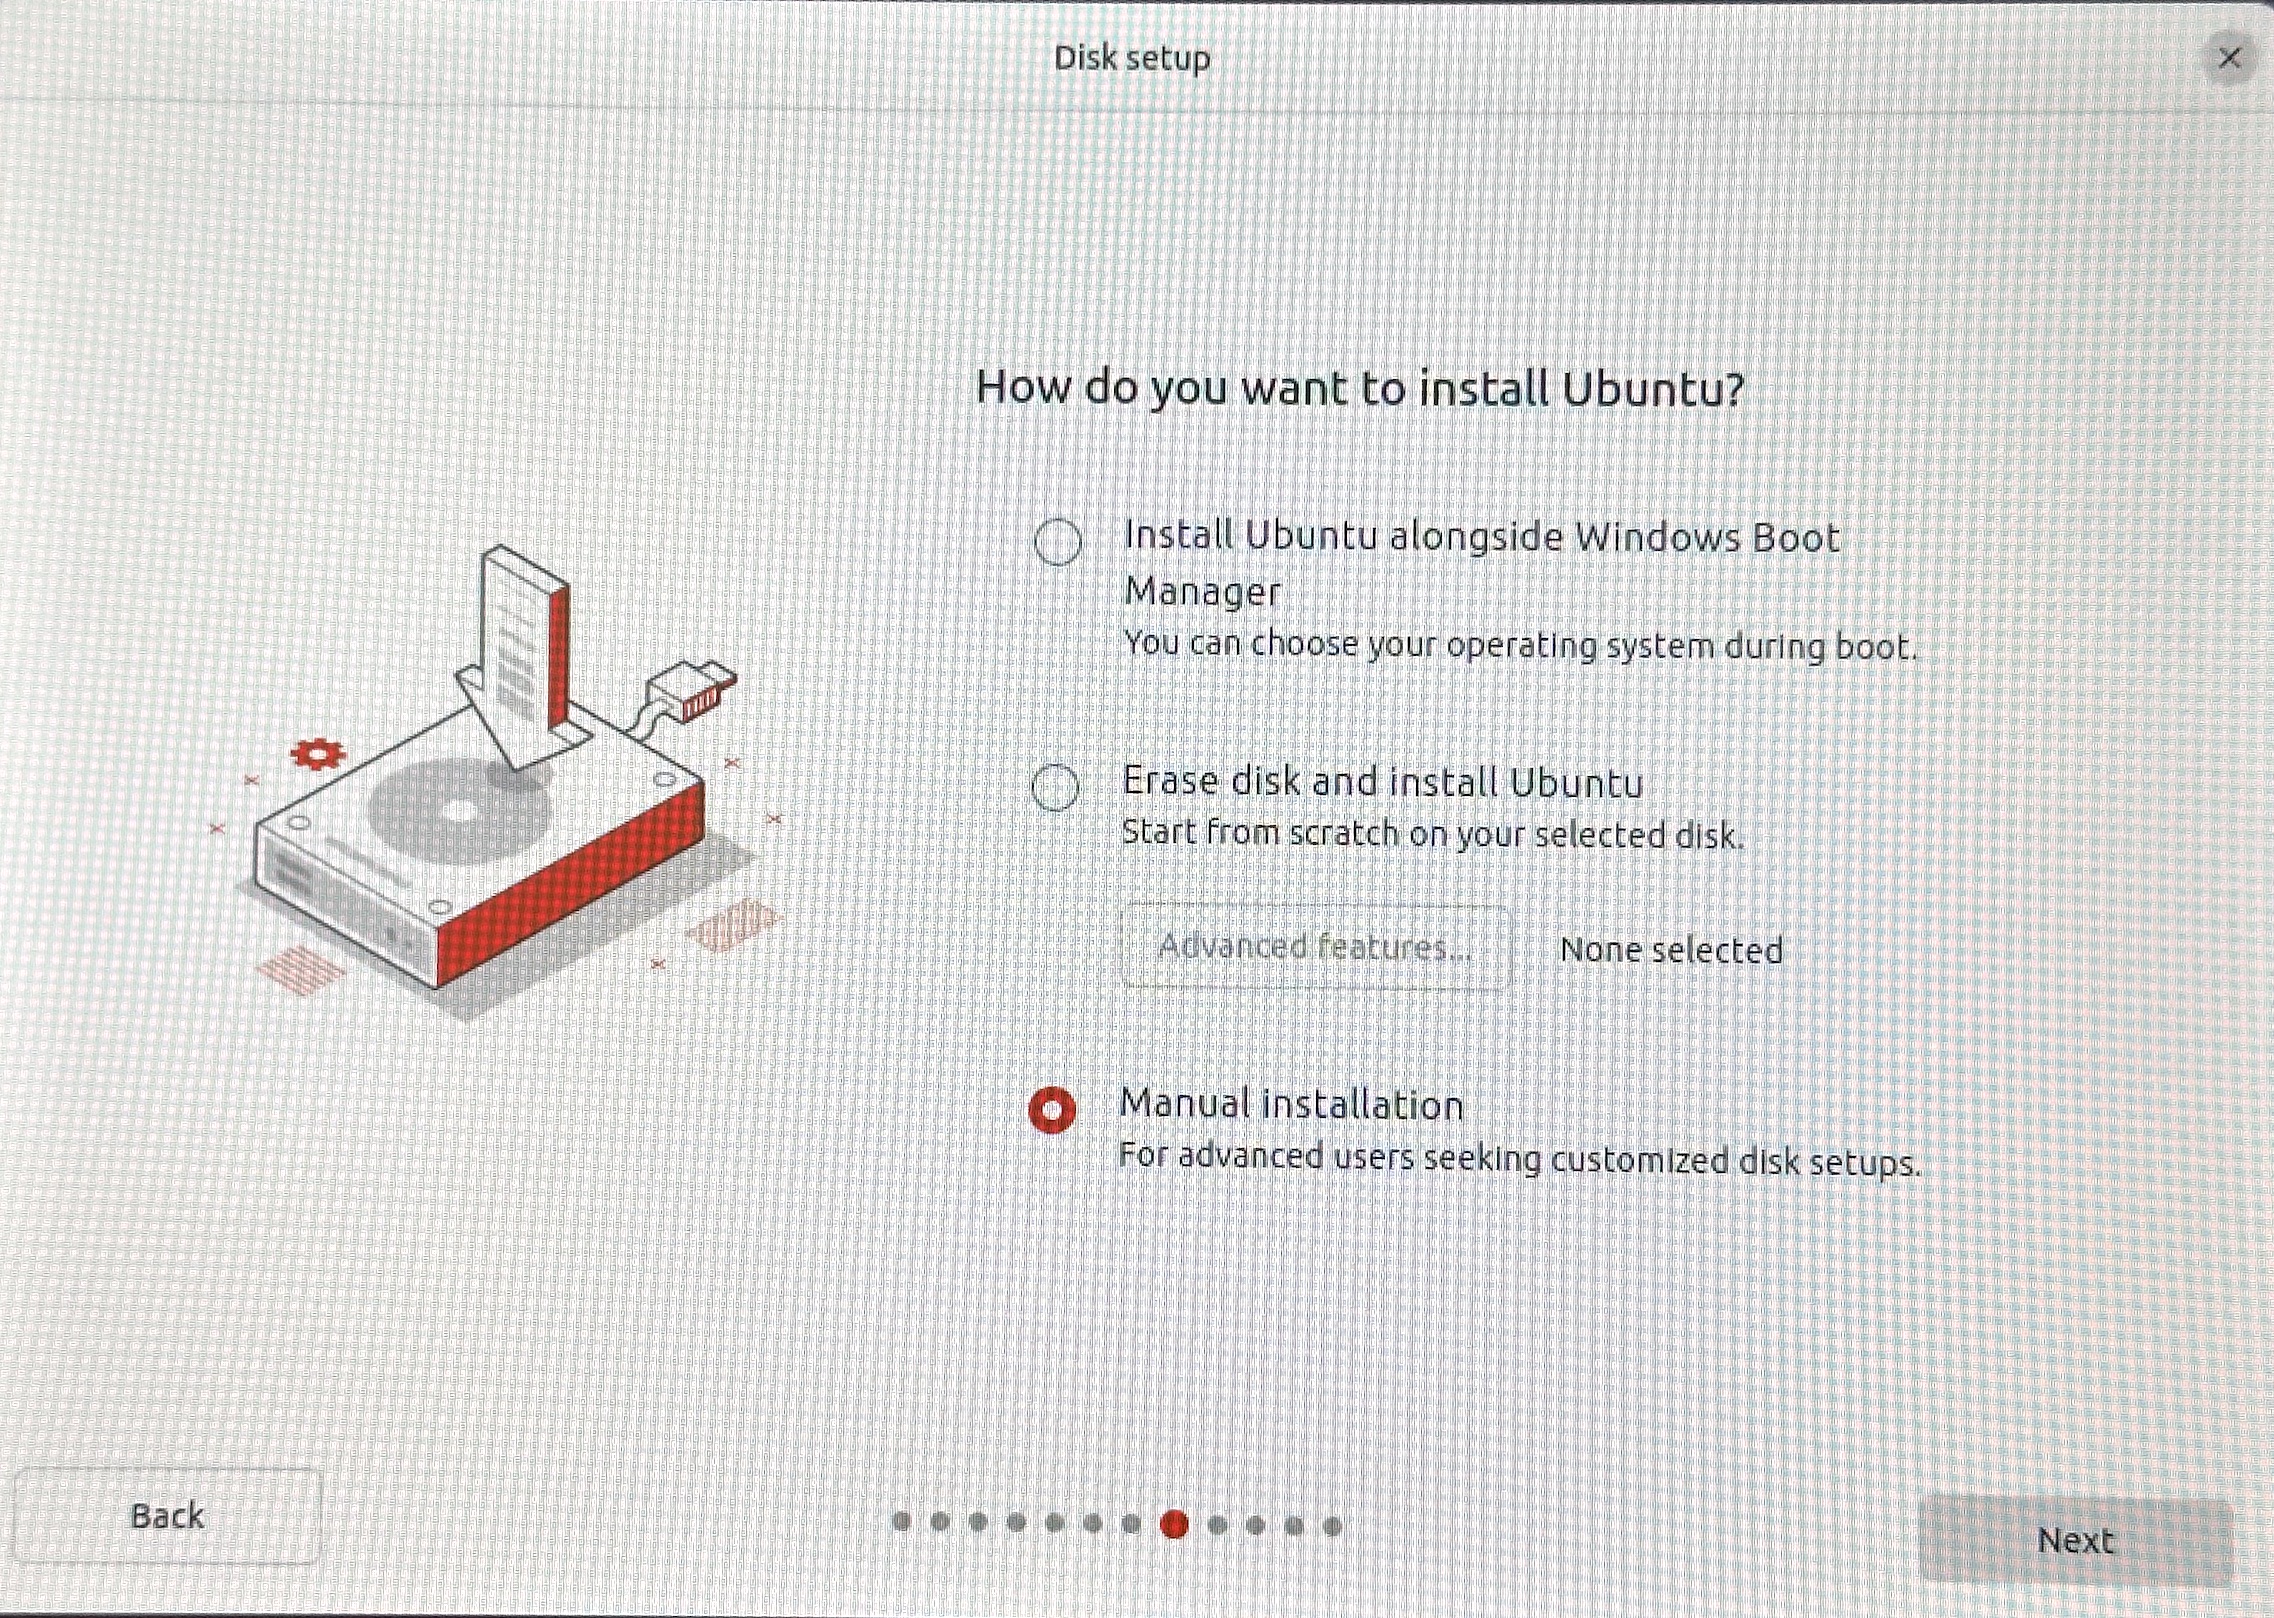 Disk setup
How do you want to install Ubuntu?
Install Ubuntu alongside Windows Boot
Manager
You can choose your operating system during boot.
Erase disk and install Ubuntu
Start from scratch on your selected disk.
Advanced features... None selected
Manual installation
For advanced users seeking customized disk setups.
Back
Next